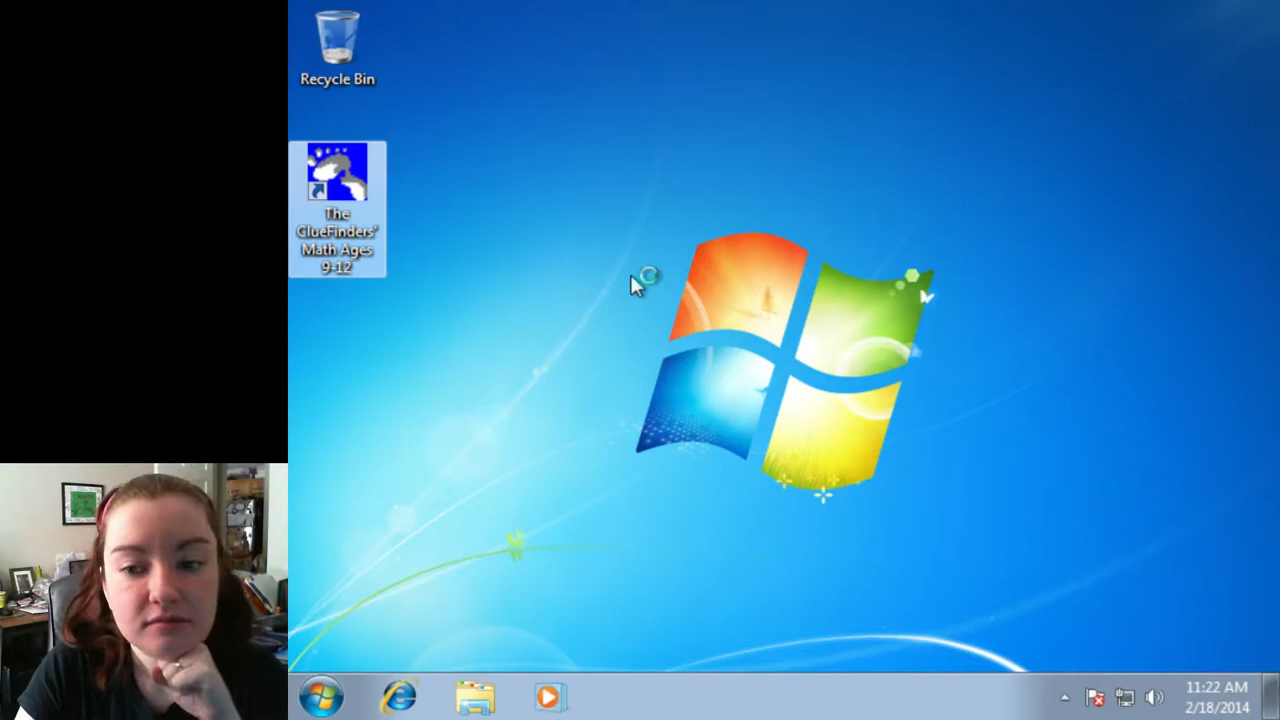 Recycle Bin
The
ClueFinders'
Math Ages
9-12
11:22 AM
2/18/2014